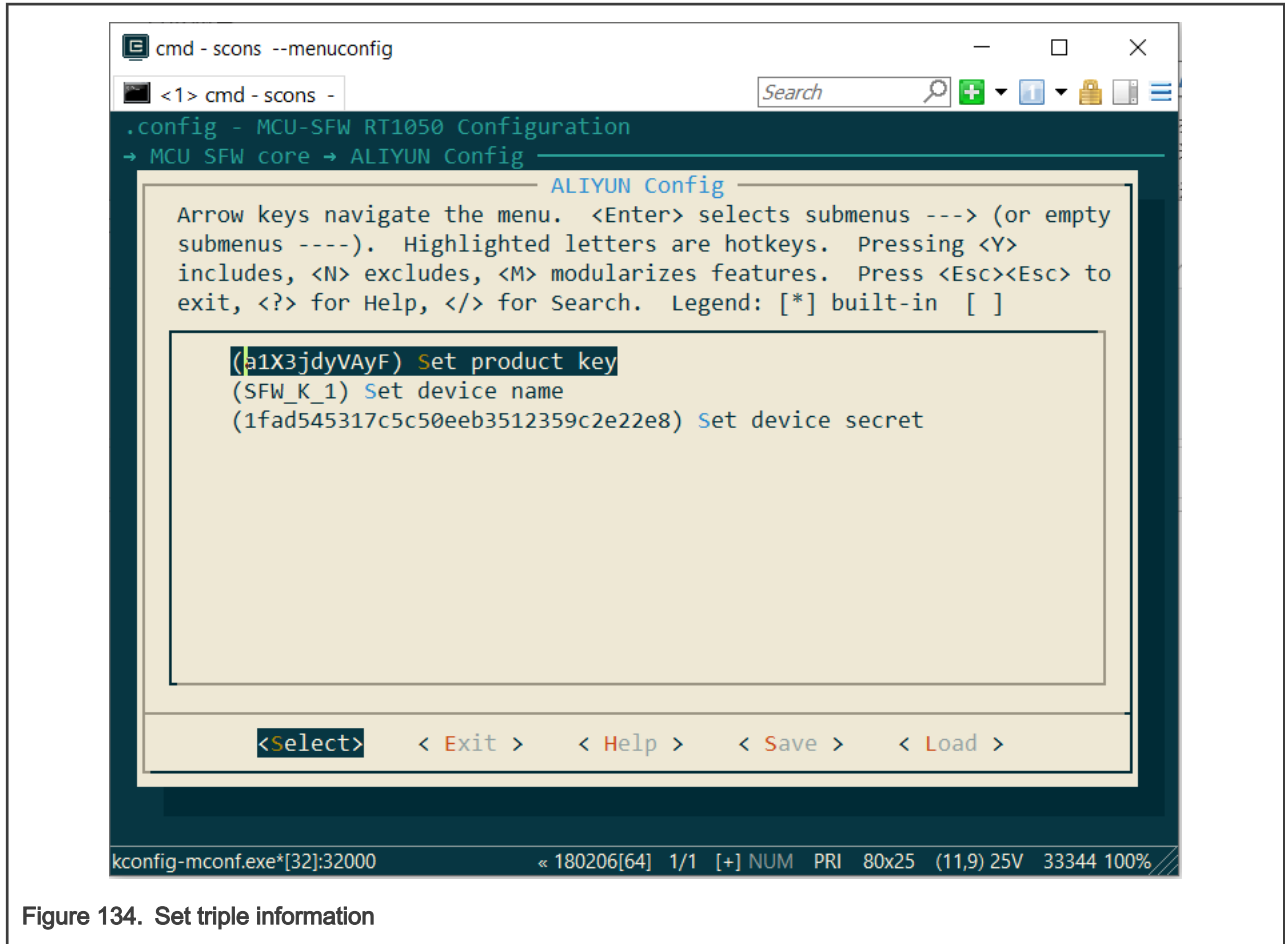 cmd - scons --menuconfig
<1> cmd - scons -
Search
.config - MCU-SFW RT1050 Configuration
→ MCU SFW core → ALIYUN Config
ALIYUN Config
Arrow keys navigate the menu. <Enter> selects submenus ---> (or empty
submenus ----). Highlighted letters are hotkeys. Pressing <Y>
includes, <N> excludes, <M> modularizes features. Press <Esc><Esc> to
exit, <?> for Help, </> for Search. Legend: [*] built-in [ ]
(a1X3jdyVAyF) Set product key
(SFW_K_1) Set device name
(1fad545317c5c50eeb3512359c2e22e8) Set device secret
<Select> < Exit > < Help > < Save > < Load >
kconfig-mconf.exe*[32]:32000 « 180206[64] 1/1 [+] NUM PRI 80x25 (11,9) 25V 33344 100%
Figure 134. Set triple information